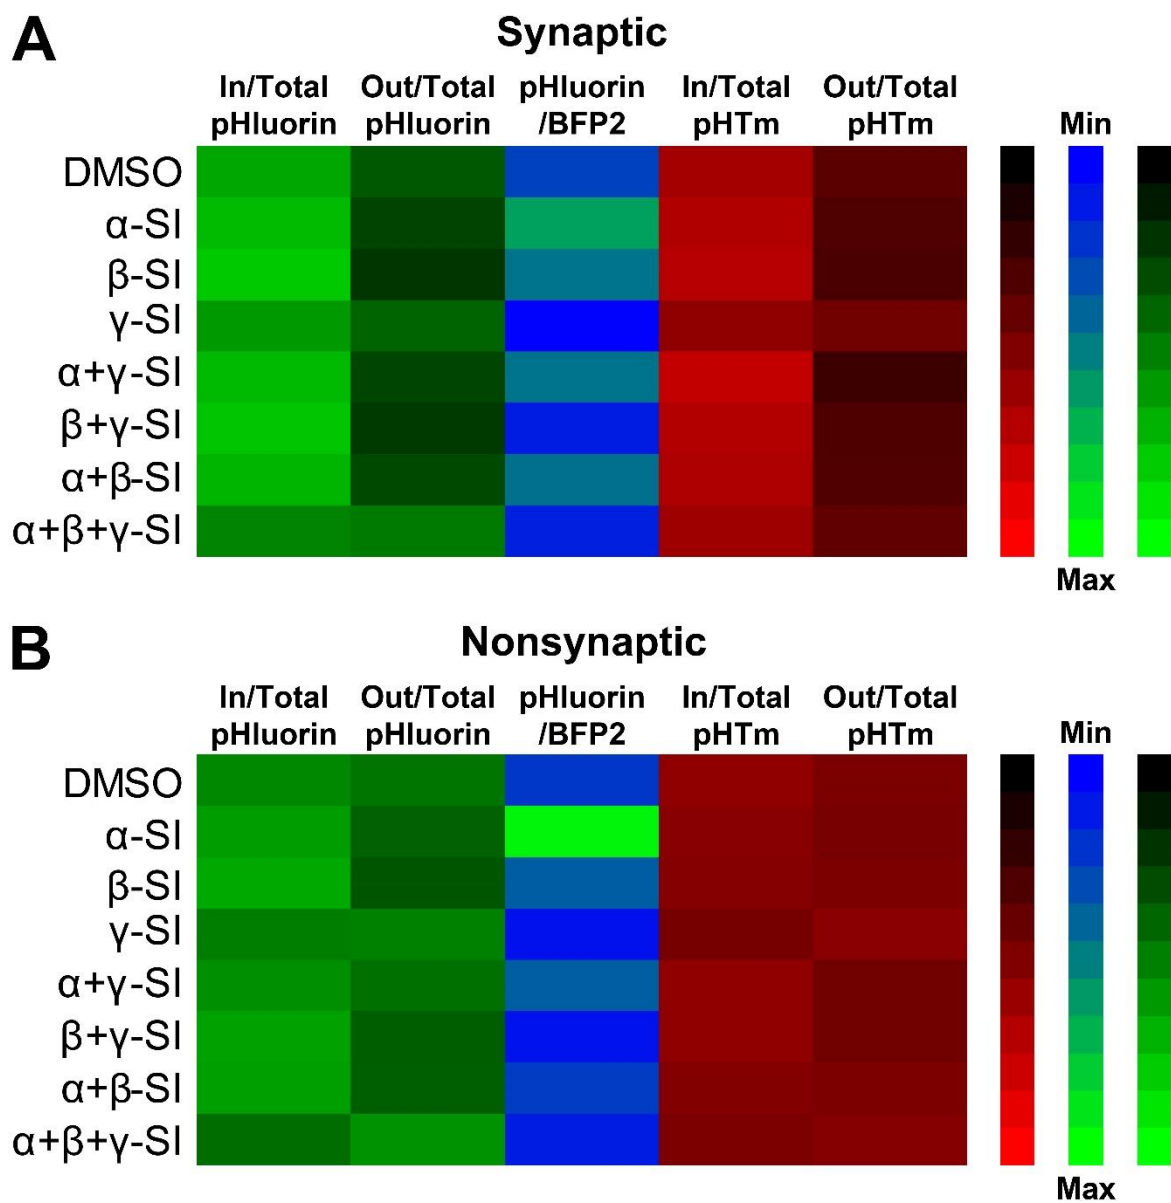 A
Synaptic
In/Total Out/Total pHluorin In/Total Out/Total
pHluorin pHluorin /BFP2 pHTm pHTm
Min
DMSO
α-SI
β-SI
γ-SI
α+γ-SI
β+γ-SI
α+β-SI
α+β+γ-SI
Max
B
Nonsynaptic
In/Total Out/Total pHluorin In/Total Out/Total
pHluorin pHluorin /BFP2 pHTm pHTm
Min
DMSO
α-SI
β-SI
γ-SI
α+γ-SI
β+γ-SI
α+β-SI
α+β+γ-SI
Max